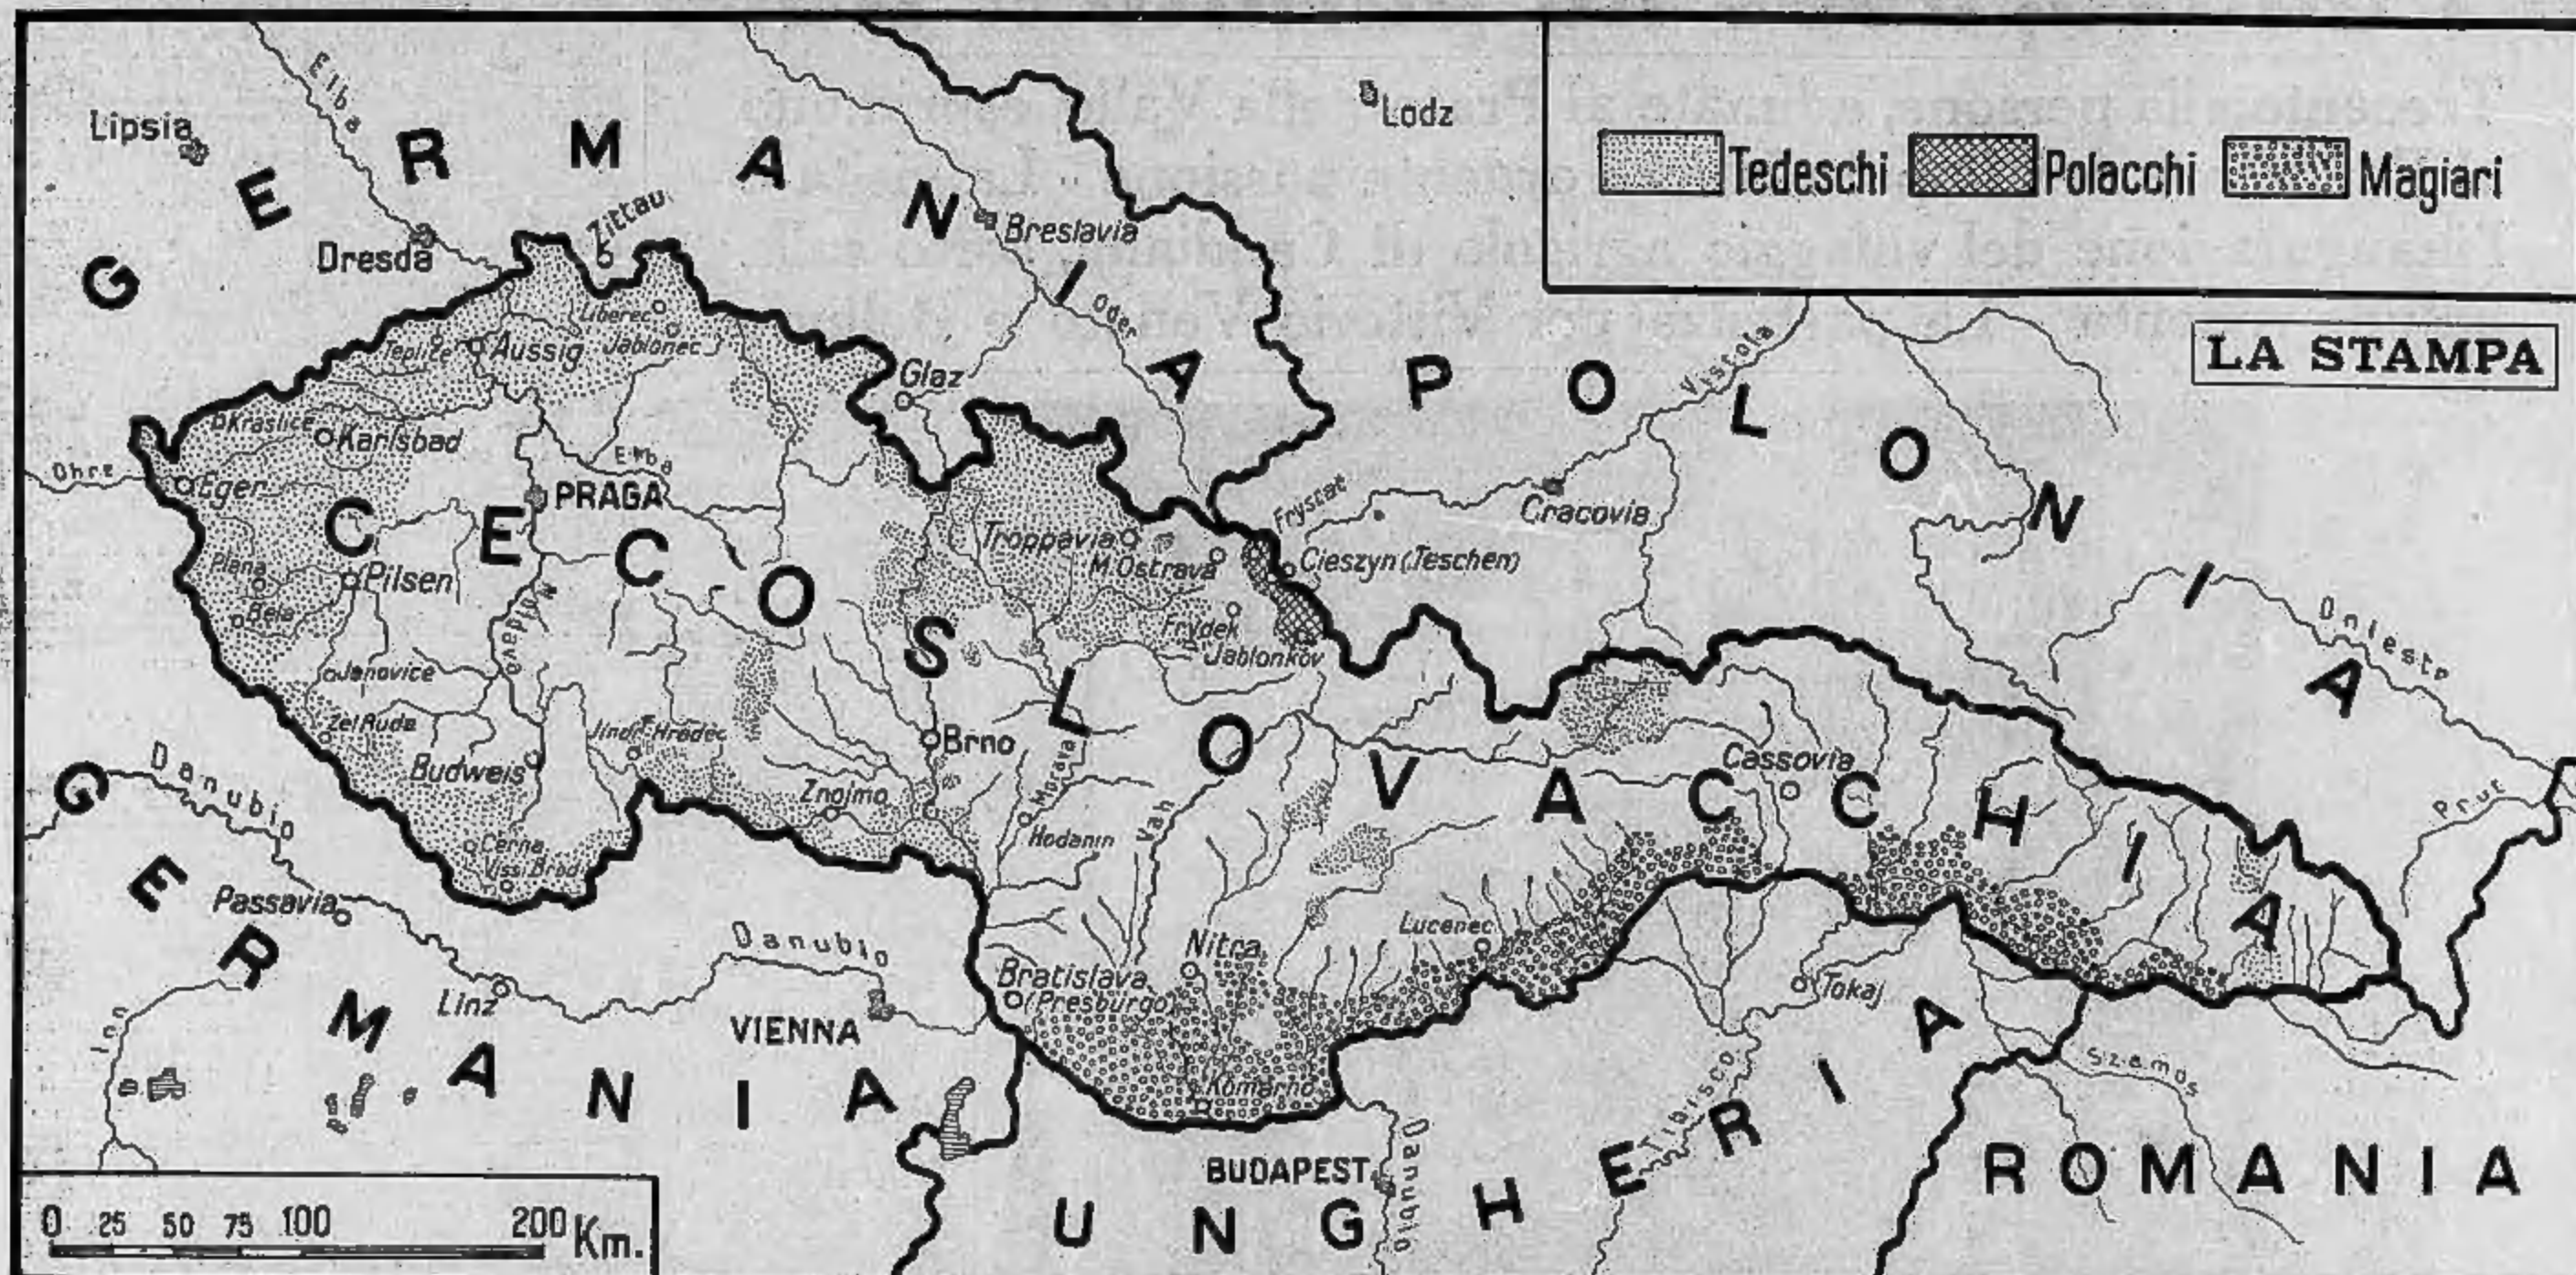 Tedeschi
Polacchi
Magiari
LA STAMPA
GERMANIA
POLONIA
CECOSLOVACCHIA
GERMANIA
UNGHERIA
ROMANIA
Lipsia
Elba
Dresda
Zittau
Breslavia
Lodz
Oder
Glaz
Vistola
Liberec
Jablonec
Teplice
Aussig
Kraslice
Karlsbad
Ohre
Eger
Elba
PRAGA
Fryscat
Cracovia
Troppavia
M. Ostrava
Cieszyn (Teschen)
Frydek
Jablonkov
Plana
Pilsen
Bela
Moldava
Janovice
Zel Ruda
Jindr. Hradec
Budweis
Brno
Znojmo
Morava
Hodanin
Vah
Cassovia
Dniestr
Prut
Danubio
Cerna
Vissi Brod
Passavia
Linz
Inn
Danubio
VIENNA
Bratislava
(Presburgo)
Nitra
Lucenec
Komarno
Tokaj
Tibisco
Szamos
BUDAPEST
Danubio
0 25 50 75 100 200 Km.